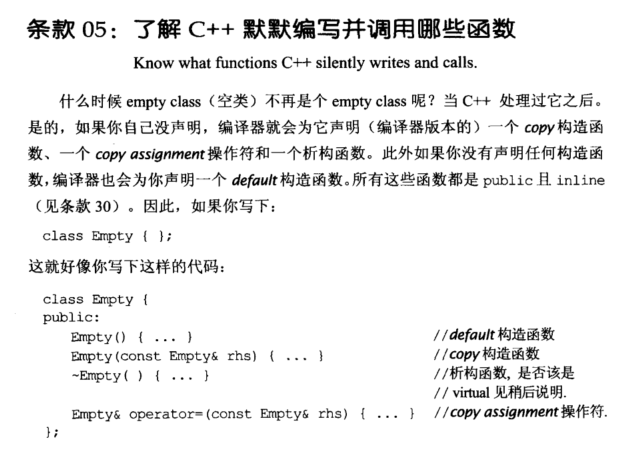 条款 05：了解 C++ 默默编写并调用哪些函数
Know what functions C++ silently writes and calls.
什么时候 empty class（空类）不再是个 empty class 呢？当 C++ 处理过它之后。
是的，如果你自己没声明，编译器就会为它声明（编译器版本的）一个 copy 构造函
数、一个 copy assignment 操作符和一个析构函数。此外如果你没有声明任何构造函
数，编译器也会为你声明一个 default 构造函数。所有这些函数都是 public 且 inline
（见条款 30）。因此，如果你写下：
class Empty { };
这就好像你写下这样的代码：
class Empty {
public:
Empty() { ... } //default 构造函数
Empty(const Empty& rhs) { ... } //copy 构造函数
~Empty( ) { ... } //析构函数, 是否该是
// virtual 见稍后说明.
Empty& operator=(const Empty& rhs) { ... } //copy assignment 操作符.
};